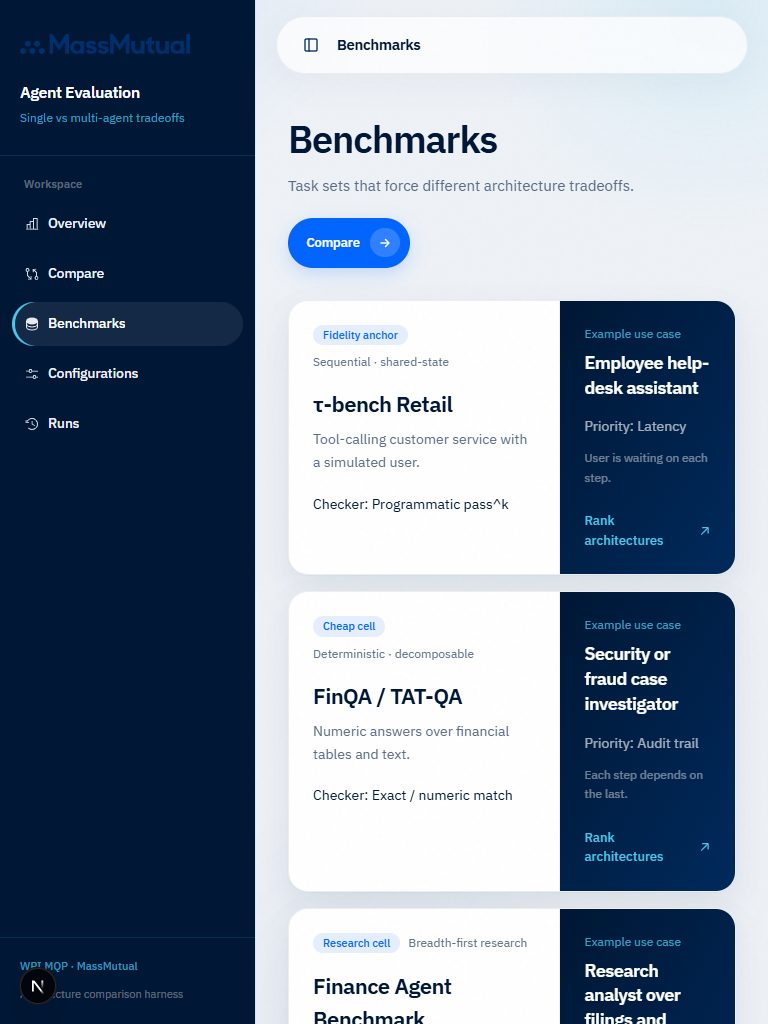 MassMutual
Agent Evaluation
Single vs multi-agent tradeoffs
Workspace
Overview
Compare
Benchmarks
Configurations
Runs
WPI MQP · MassMutual
N
comparison harness
Benchmarks
Benchmarks
Task sets that force different architecture tradeoffs.
Compare
Fidelity anchor
Sequential · shared-state
τ-bench Retail
Tool-calling customer service with
a simulated user.
Checker: Programmatic pass^k
Example use case
Employee help-
desk assistant
Priority: Latency
User is waiting on each
step.
Rank
architectures
Cheap cell
Deterministic · decomposable
FinQA / TAT-QA
Numeric answers over financial
tables and text.
Checker: Exact / numeric match
Example use case
Security or
fraud case
investigator
Priority: Audit trail
Each step depends on
the last.
Rank
architectures
Research cell
Breadth-first research
Finance Agent
Benchmark
Example use case
Research
analyst over
filings and